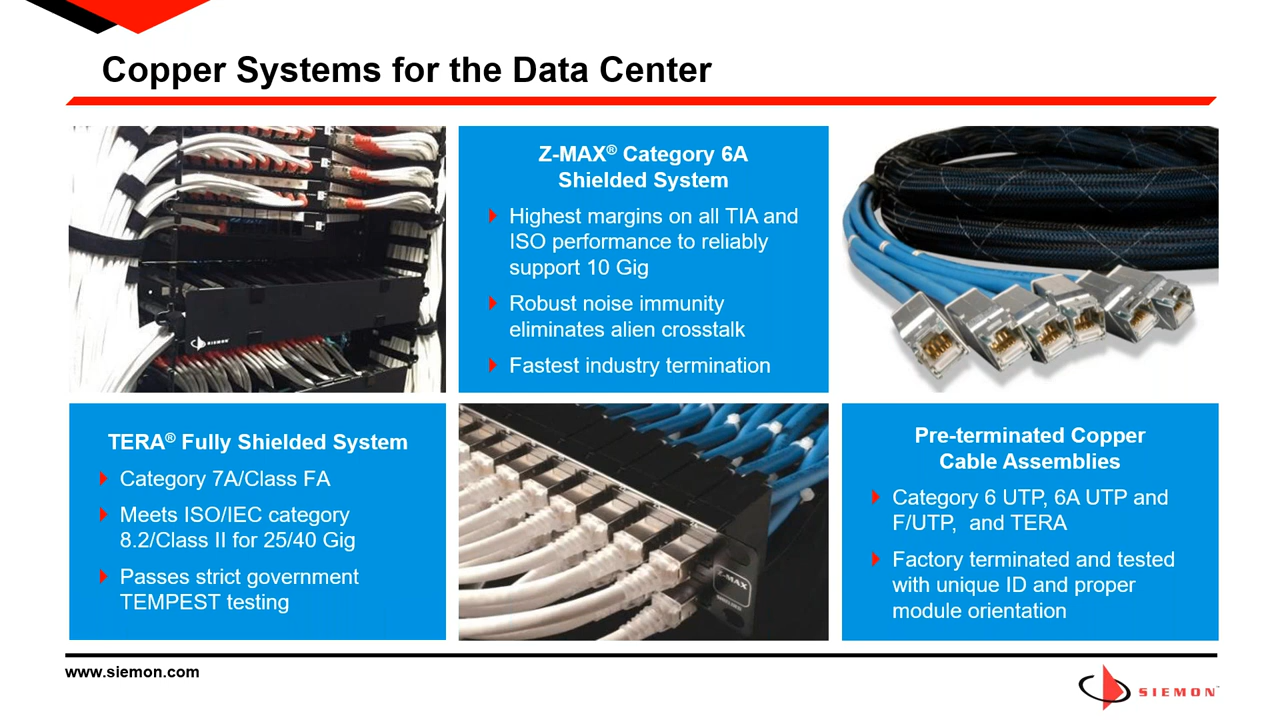 Copper Systems for the Data Center
SIEMON
Z-MAX® Category 6A
Shielded System
Highest margins on all TIA and
ISO performance to reliably
support 10 Gig
Robust noise immunity
eliminates alien crosstalk
Fastest industry termination
TERA® Fully Shielded System
Category 7A/Class FA
Meets ISO/IEC category
8.2/Class II for 25/40 Gig
Passes strict government
TEMPEST testing
Z-MAX
Pre-terminated Copper
Cable Assemblies
Category 6 UTP, 6A UTP and
F/UTP,  and TERA
Factory terminated and tested
with unique ID and proper
module orientation
www.siemon.com
SIEMON™